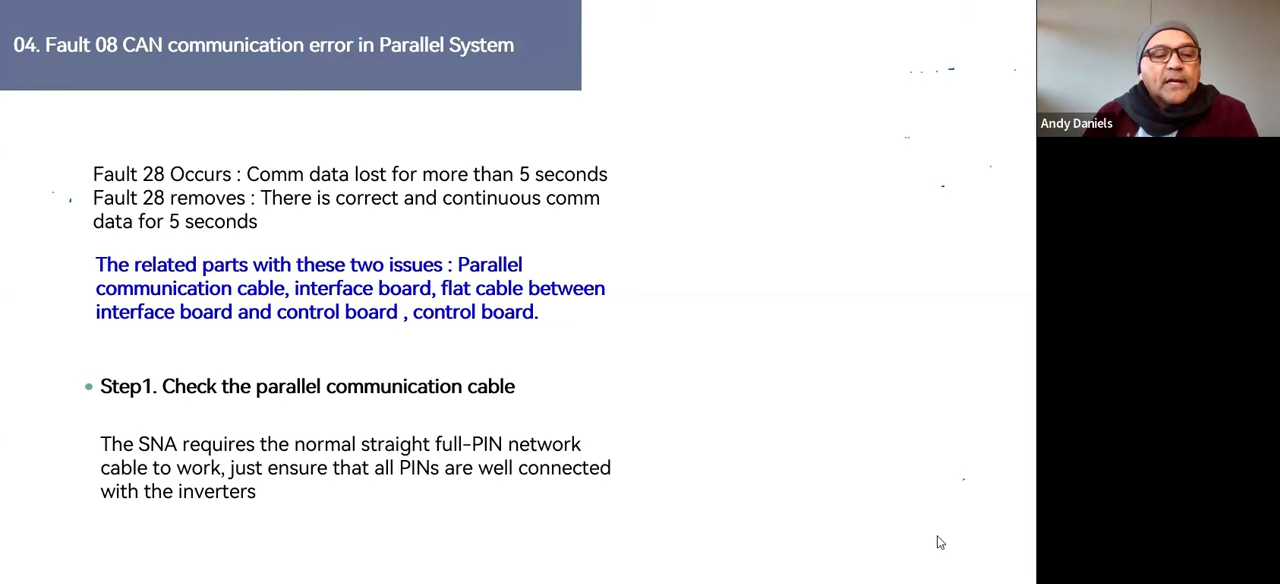 04. Fault 08 CAN communication error in Parallel System
Andy Daniels
Fault 28 Occurs : Comm data lost for more than 5 seconds
Fault 28 removes : There is correct and continuous comm
data for 5 seconds
The related parts with these two issues : Parallel
communication cable, interface board, flat cable between
interface board and control board , control board.
Step1. Check the parallel communication cable
The SNA requires the normal straight full-PIN network
cable to work, just ensure that all PINs are well connected
with the inverters